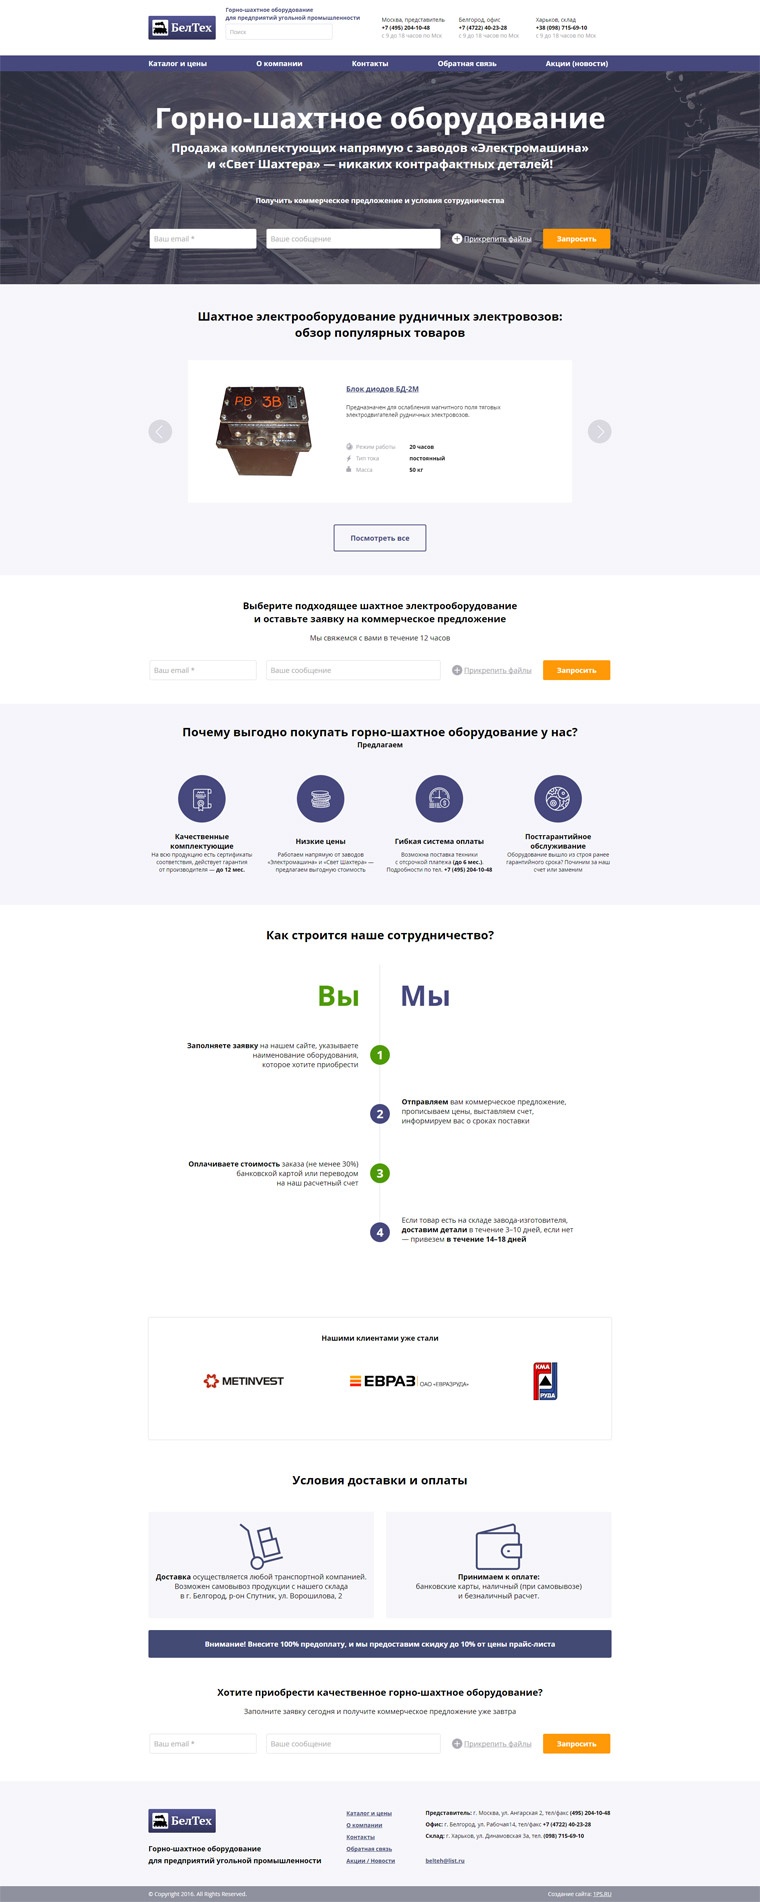 БелТех
Горно-шахтное оборудование
для предприятий угольной промышленности
Поиск
Москва, представитель
+7 (495) 204-10-48
с 9 до 18 часов по Мск
Белгород, офис
+7 (4722) 40-23-28
с 9 до 18 часов по Мск
Харьков, склад
+38 (098) 715-69-10
с 9 до 18 часов по Мск
Каталог и цены
О компании
Контакты
Обратная связь
Акции (новости)
Горно-шахтное оборудование
Продажа комплектующих напрямую с заводов «Электромашина»
и «Свет Шахтера» — никаких контрафактных деталей!
Получить коммерческое предложение и условия сотрудничества
Ваш email *
Ваше сообщение
Прикрепить файлы
Запросить
Шахтное электрооборудование рудничных электровозов:
обзор популярных товаров
РВ 3В
Блок диодов БД-2М
Предназначен для ослабления магнитного поля тяговых
электродвигателей рудничных электровозов.
Режим работы 20 часов
Тип тока постоянный
Масса 50 кг
Посмотреть все
Выберите подходящее шахтное электрооборудование
и оставьте заявку на коммерческое предложение
Мы свяжемся с вами в течение 12 часов
Ваш email *
Ваше сообщение
Прикрепить файлы
Запросить
Почему выгодно покупать горно-шахтное оборудование у нас?
Предлагаем
Качественные
комплектующие
На всю продукцию есть сертификаты
соответствия, действует гарантия
от производителя — до 12 мес.
Низкие цены
Работаем напрямую от заводов
«Электромашина» и «Свет Шахтера» —
предлагаем выгодную стоимость
Гибкая система оплаты
Возможна поставка техники
с отсрочкой платежа (до 6 мес.).
Подробности по тел. +7 (495) 204-10-48
Постгарантийное
обслуживание
Оборудование вышло из строя ранее
гарантийного срока? Починим за наш
счет или заменим
Как строится наше сотрудничество?
Вы
Мы
Заполняете заявку на нашем сайте, указываете
наименование оборудования,
которое хотите приобрести
1
2
Отправляем вам коммерческое предложение,
прописываем цены, выставляем счет,
информируем вас о сроках поставки
Оплачиваете стоимость заказа (не менее 30%)
банковской картой или переводом
на наш расчетный счет
3
4
Если товар есть на складе завода-изготовителя,
доставим детали в течение 3–10 дней, если нет
— привезем в течение 14–18 дней
Нашими клиентами уже стали
METINVEST
ЕВРАЗ ОАО «ЕВРАЗРУДА»
КМА
РУДА
Условия доставки и оплаты
Доставка осуществляется любой транспортной компанией.
Возможен самовывоз продукции с нашего склада
в г. Белгород, р-он Спутник, ул. Ворошилова, 2
Принимаем к оплате:
банковские карты, наличный (при самовывозе)
и безналичный расчет.
Внимание! Внесите 100% предоплату, и мы предоставим скидку до 10% от цены прайс-листа
Хотите приобрести качественное горно-шахтное оборудование?
Заполните заявку сегодня и получите коммерческое предложение уже завтра
Ваш email *
Ваше сообщение
Прикрепить файлы
Запросить
БелТех
Горно-шахтное оборудование
для предприятий угольной промышленности
Каталог и цены
О компании
Контакты
Обратная связь
Акции / Новости
Представитель: г. Москва, ул. Ангарская 2, тел/факс (495) 204-10-48
Офис: г. Белгород, ул. Рабочая14, тел/факс +7 (4722) 40-23-28
Склад: г. Харьков, ул. Динамовская 3а, тел. (098) 715-69-10
belteh@list.ru
© Copyright 2016. All Rights Reserved.
Создание сайта: 1PS.RU